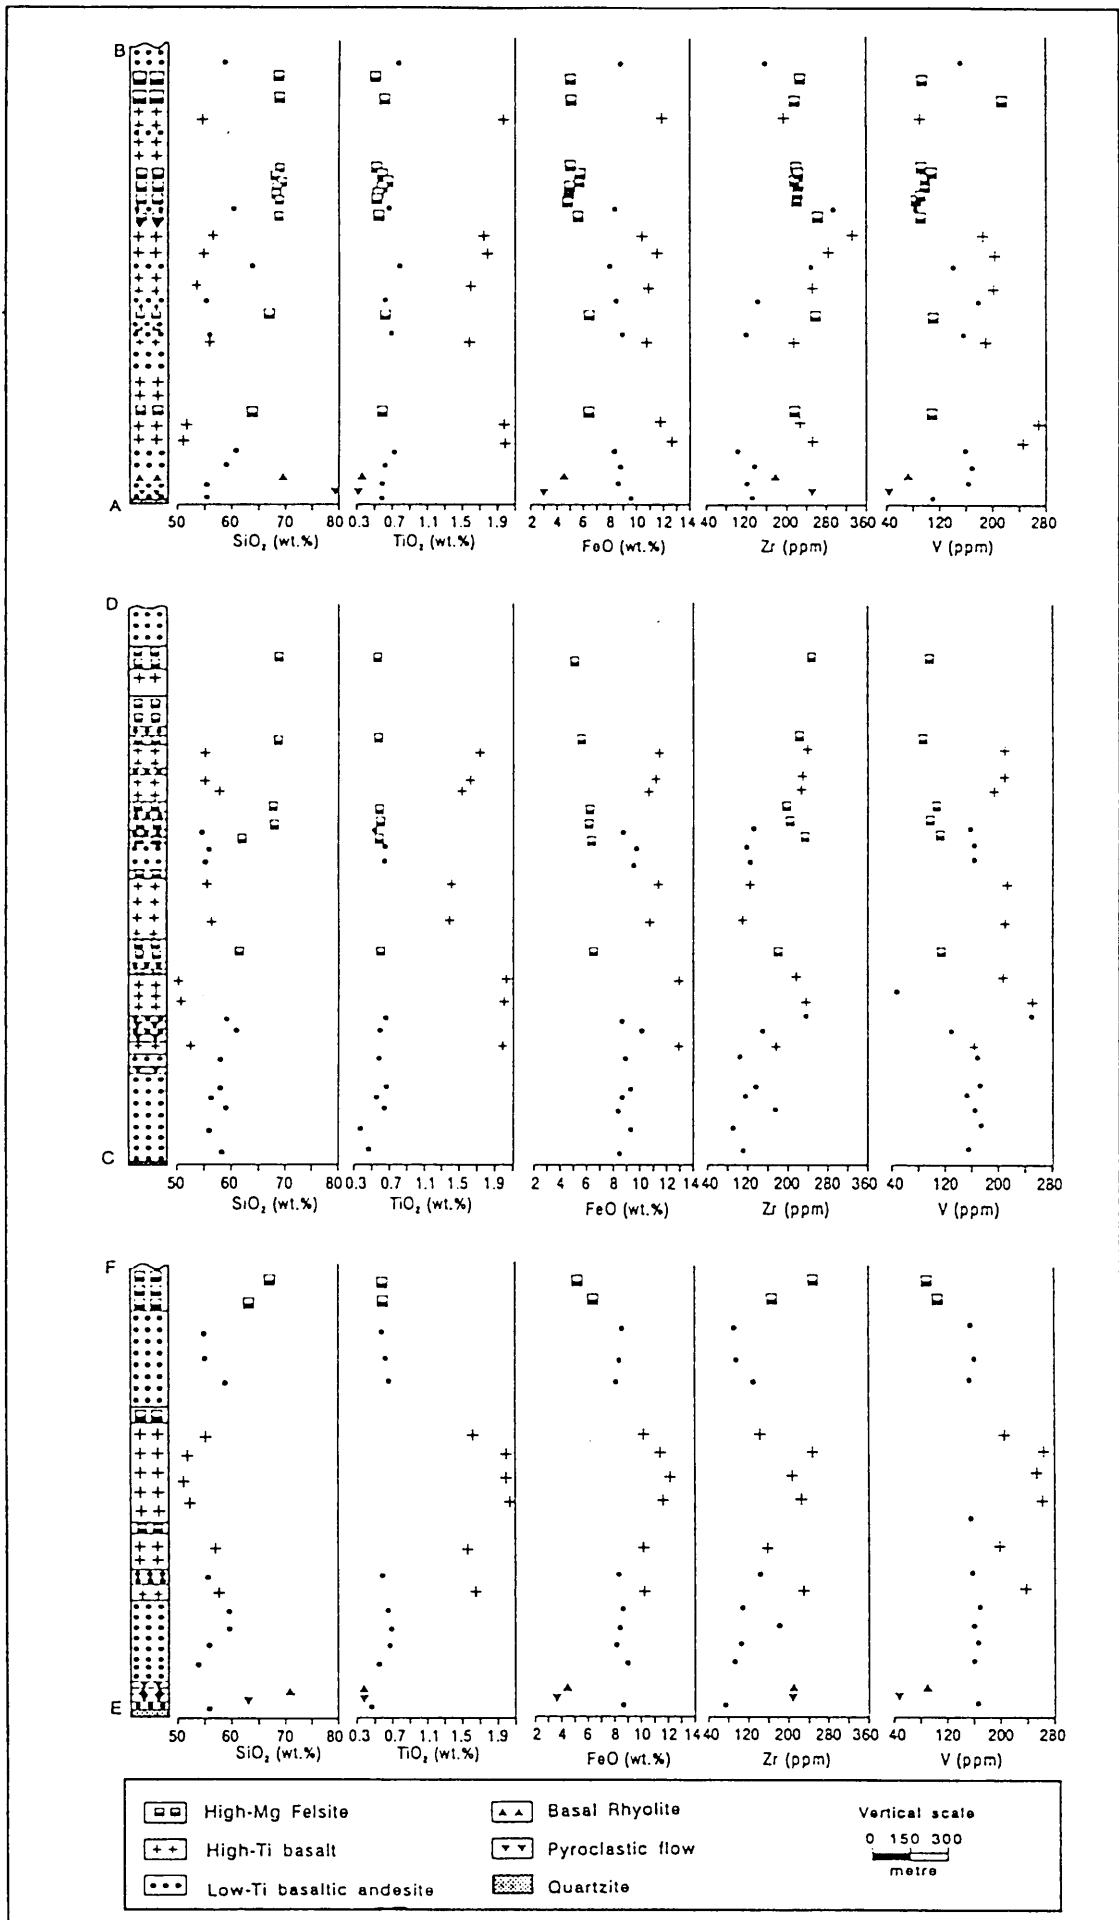 B
A
50 60 70 80 0.3 0.7 1.1 1.5 1.9 2 4 6 8 10 12 14 40 120 200 280 360 40 120 200 280
SiO₂ (wt.%) TiO₂ (wt.%) FeO (wt.%) Zr (ppm) V (ppm)
D
C
50 60 70 80 0.3 0.7 1.1 1.5 1.9 2 4 6 8 10 12 14 40 120 200 280 360 40 120 200 280
SiO₂ (wt.%) TiO₂ (wt.%) FeO (wt.%) Zr (ppm) V (ppm)
F
E
50 60 70 80 0.3 0.7 1.1 1.5 1.9 2 4 6 8 10 12 14 40 120 200 280 360 40 120 200 280
SiO₂ (wt.%) TiO₂ (wt.%) FeO (wt.%) Zr (ppm) V (ppm)
High-Mg Felsite
High-Ti basalt
Low-Ti basaltic andesite
Basal Rhyolite
Pyroclastic flow
Quartzite
Vertical scale
0 150 300
metre